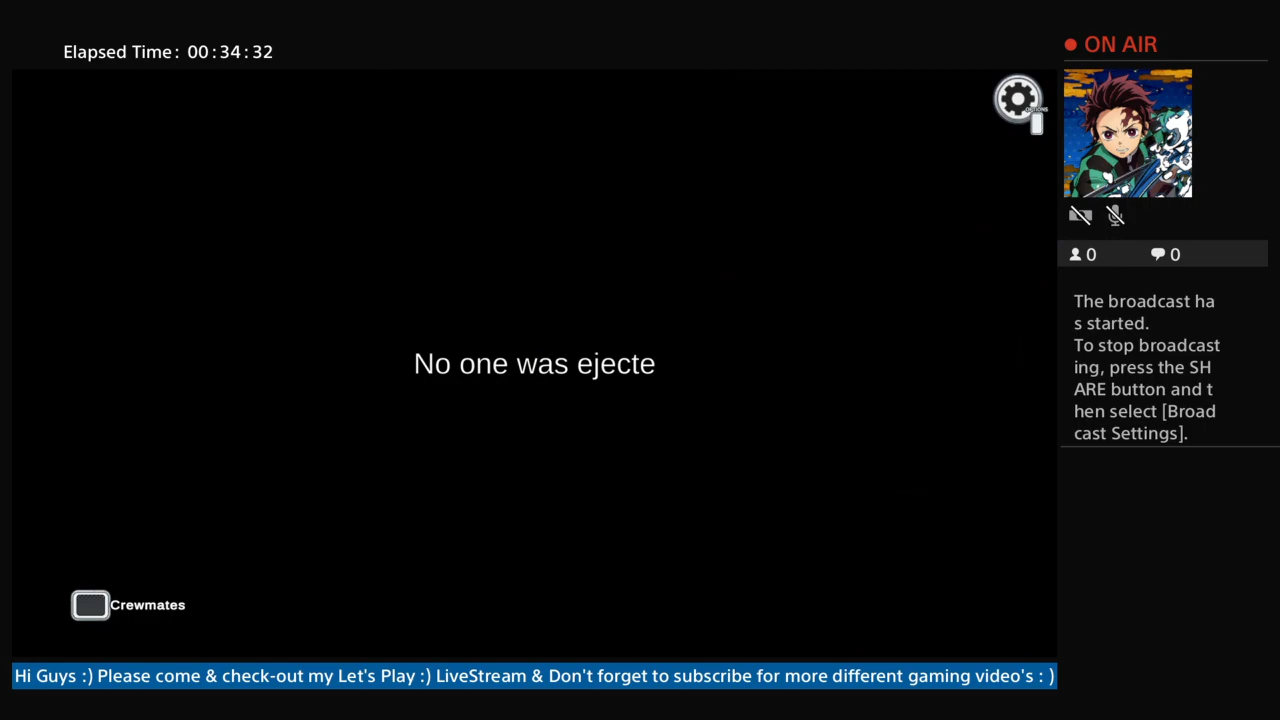 Elapsed Time: 00:34:32
ON AIR
OPTIONS
0 0
The broadcast ha
s started.
To stop broadcast
ing, press the SH
ARE button and t
hen select [Broad
cast Settings].
No one was ejecte
Crewmates
Hi Guys :) Please come & check-out my Let's Play :) LiveStream & Don't forget to subscribe for more different gaming video's : )